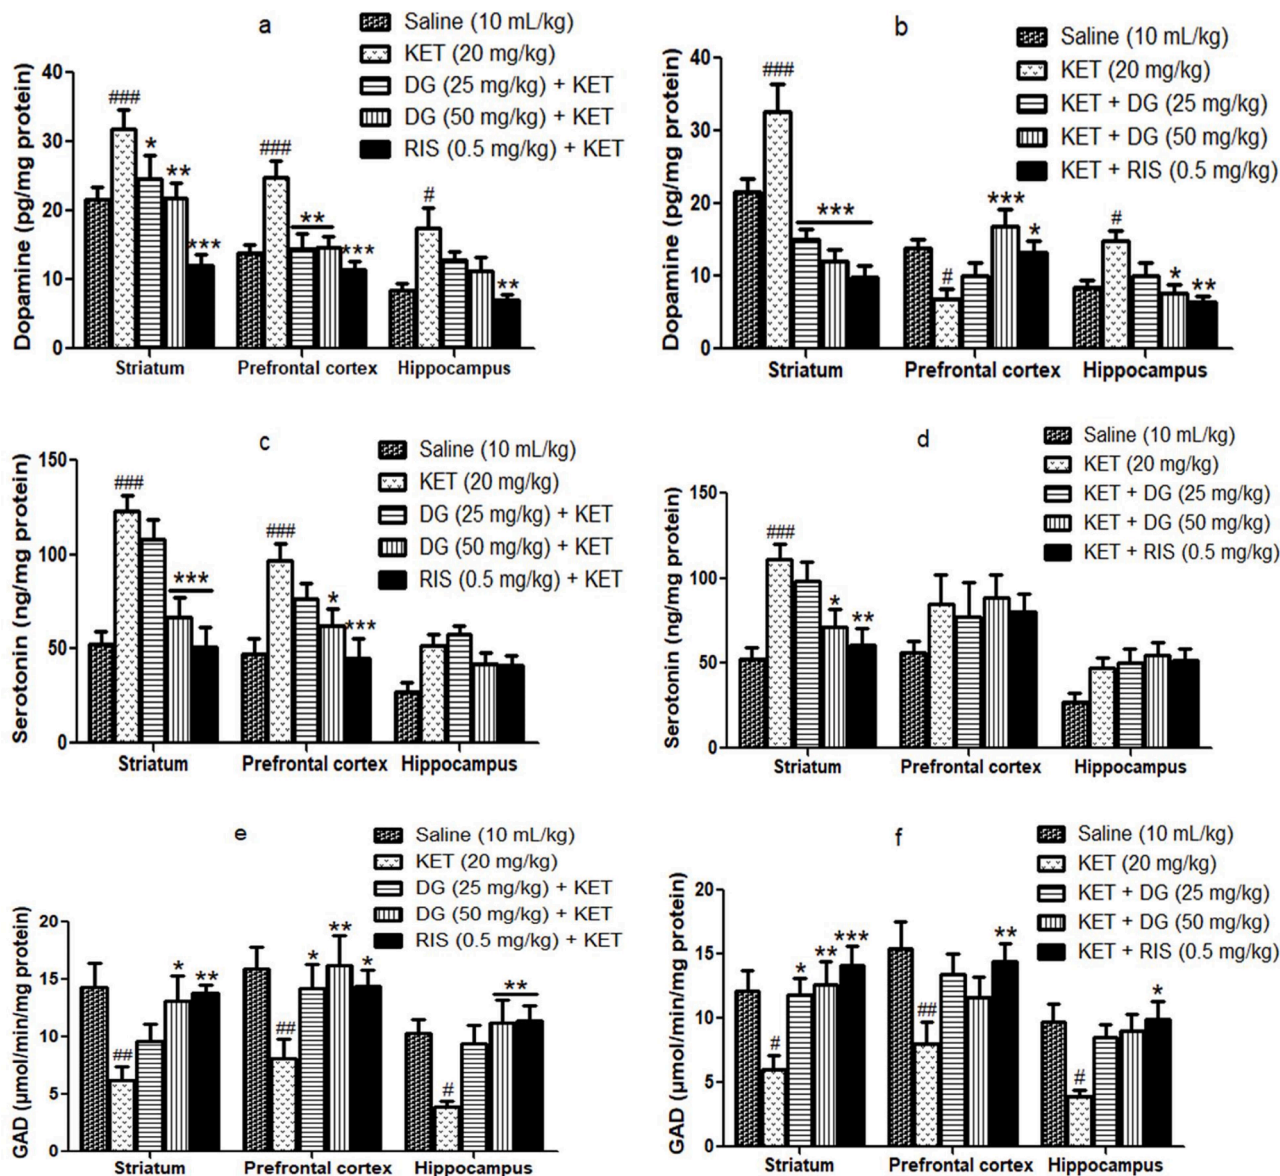 a
Saline (10 mL/kg)
KET (20 mg/kg)
DG (25 mg/kg) + KET
DG (50 mg/kg) + KET
RIS (0.5 mg/kg) + KET
Dopamine (pg/mg protein)
40
30
20
10
0
###
*
**
***
###
**
***
#
**
Striatum
Prefrontal cortex
Hippocampus
b
Saline (10 mL/kg)
KET (20 mg/kg)
KET + DG (25 mg/kg)
KET + DG (50 mg/kg)
KET + RIS (0.5 mg/kg)
Dopamine (pg/mg protein)
40
30
20
10
0
###
***
#
***
*
#
*
**
Striatum
Prefrontal cortex
Hippocampus
c
Saline (10 mL/kg)
KET (20 mg/kg)
DG (25 mg/kg) + KET
DG (50 mg/kg) + KET
RIS (0.5 mg/kg) + KET
Serotonin (ng/mg protein)
150
100
50
0
###
***
###
*
***
Striatum
Prefrontal cortex
Hippocampus
d
Saline (10 mL/kg)
KET (20 mg/kg)
KET + DG (25 mg/kg)
KET + DG (50 mg/kg)
KET + RIS (0.5 mg/kg)
Serotonin (ng/mg protein)
150
100
50
0
###
*
**
Striatum
Prefrontal cortex
Hippocampus
e
Saline (10 mL/kg)
KET (20 mg/kg)
DG (25 mg/kg) + KET
DG (50 mg/kg) + KET
RIS (0.5 mg/kg) + KET
GAD (μmol/min/mg protein)
20
15
10
5
0
##
*
**
##
*
**
*
#
**
Striatum
Prefrontal cortex
Hippocampus
f
Saline (10 mL/kg)
KET (20 mg/kg)
KET + DG (25 mg/kg)
KET + DG (50 mg/kg)
KET + RIS (0.5 mg/kg)
GAD (μmol/min/mg protein)
20
15
10
5
0
#
*
**
***
##
**
#
*
Striatum
Prefrontal cortex
Hippocampus